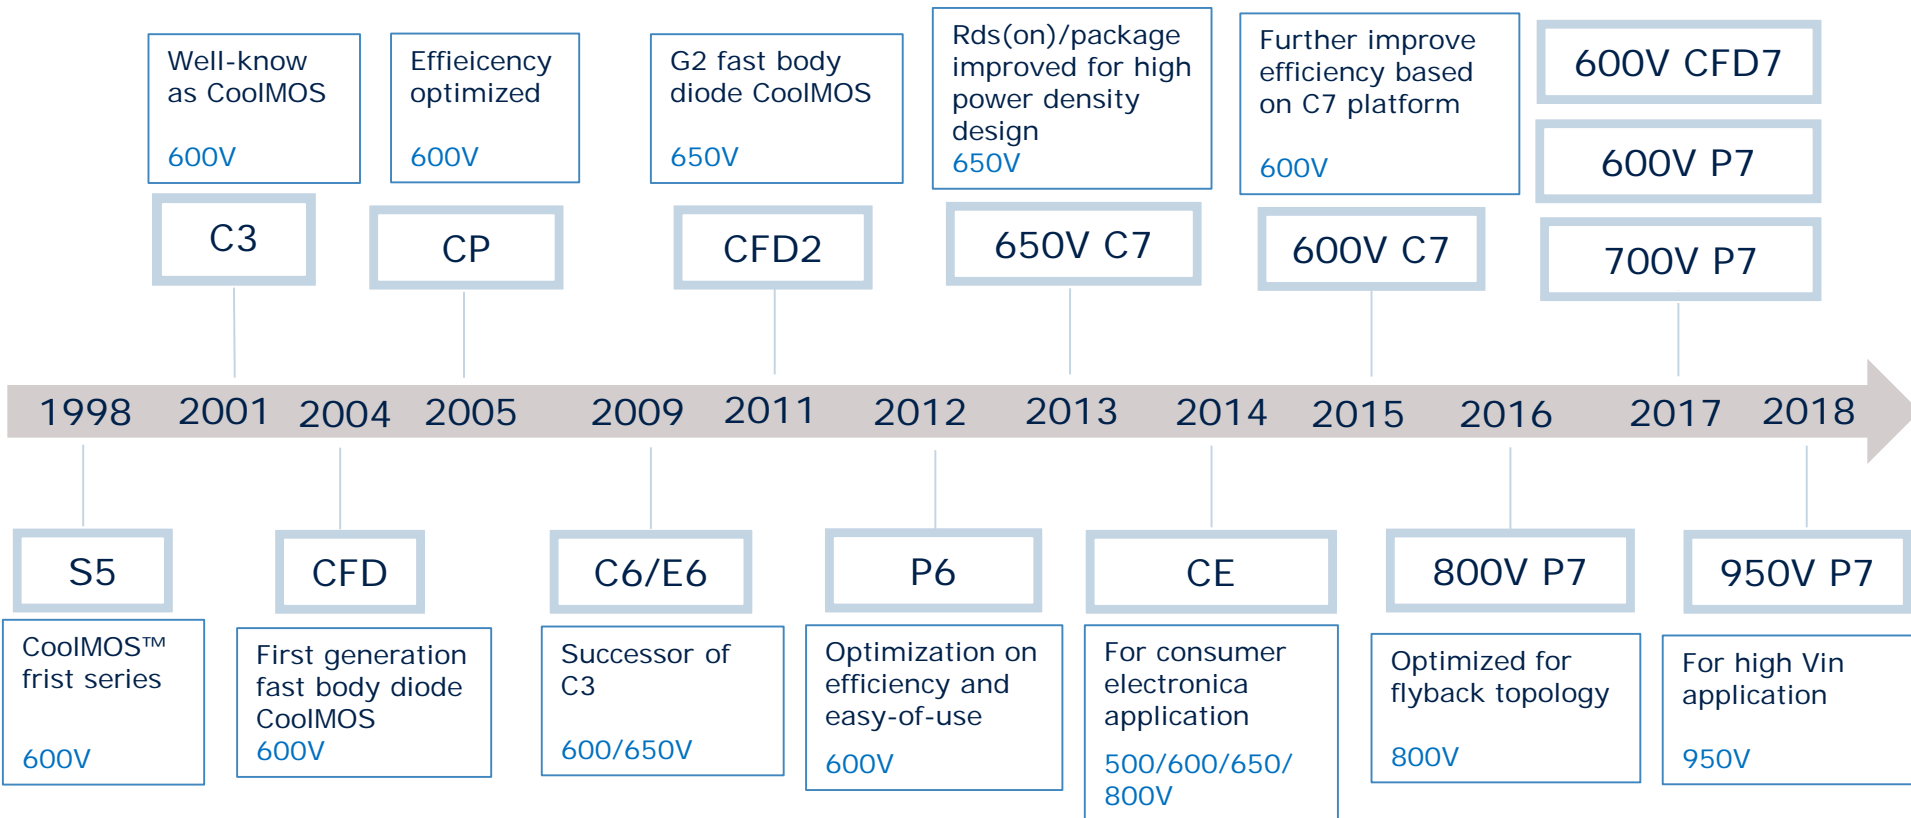 Well-know
as CoolMOS
600V
C3
Effieicency
optimized
600V
CP
G2 fast body
diode CoolMOS
650V
CFD2
Rds(on)/package
improved for high
power density
design
650V
650V C7
Further improve
efficiency based
on C7 platform
600V
600V C7
600V CFD7
600V P7
700V P7
1998 2001 2004 2005 2009 2011 2012 2013 2014 2015 2016 2017 2018
S5
CoolMOS™
frist series
600V
CFD
First generation
fast body diode
CoolMOS
600V
C6/E6
Successor of
C3
600/650V
P6
Optimization on
efficiency and
easy-of-use
600V
CE
For consumer
electronica
application
500/600/650/
800V
800V P7
Optimized for
flyback topology
800V
950V P7
For high Vin
application
950V